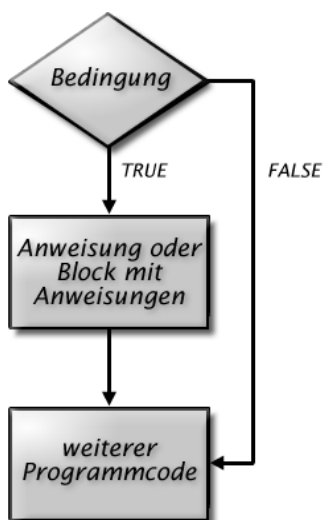 Bedingung
TRUE
FALSE
Anweisung oder
Block mit
Anweisungen
weiterer
Programmcode